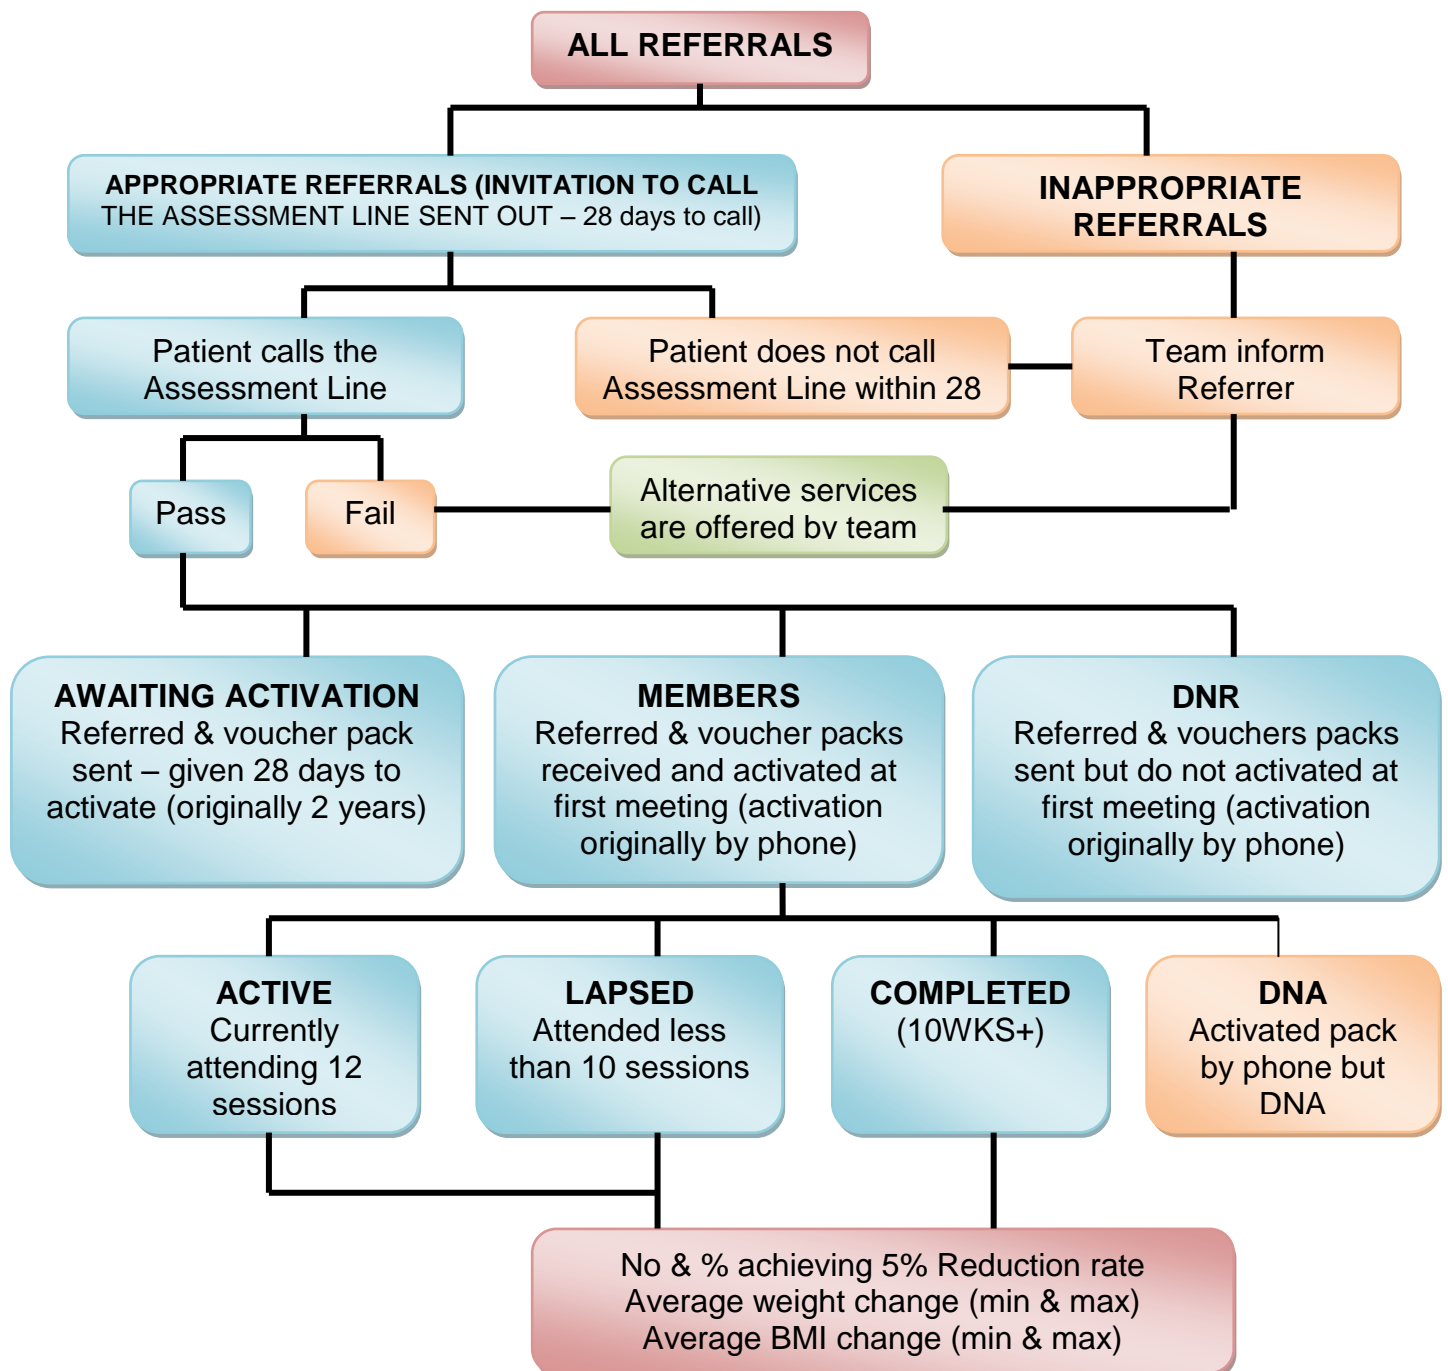 ALL REFERRALS
APPROPRIATE REFERRALS (INVITATION TO CALL
THE ASSESSMENT LINE SENT OUT – 28 days to call)
INAPPROPRIATE
REFERRALS
Patient calls the
Assessment Line
Patient does not call
Assessment Line within 28
Team inform
Referrer
Pass
Fail
Alternative services
are offered by team
AWAITING ACTIVATION
Referred & voucher pack
sent – given 28 days to
activate (originally 2 years)
MEMBERS
Referred & voucher packs
received and activated at
first meeting (activation
originally by phone)
DNR
Referred & vouchers packs
sent but do not activated at
first meeting (activation
originally by phone)
ACTIVE
Currently
attending 12
sessions
LAPSED
Attended less
than 10 sessions
COMPLETED
(10WKS+)
DNA
Activated pack
by phone but
DNA
No & % achieving 5% Reduction rate
Average weight change (min & max)
Average BMI change (min & max)